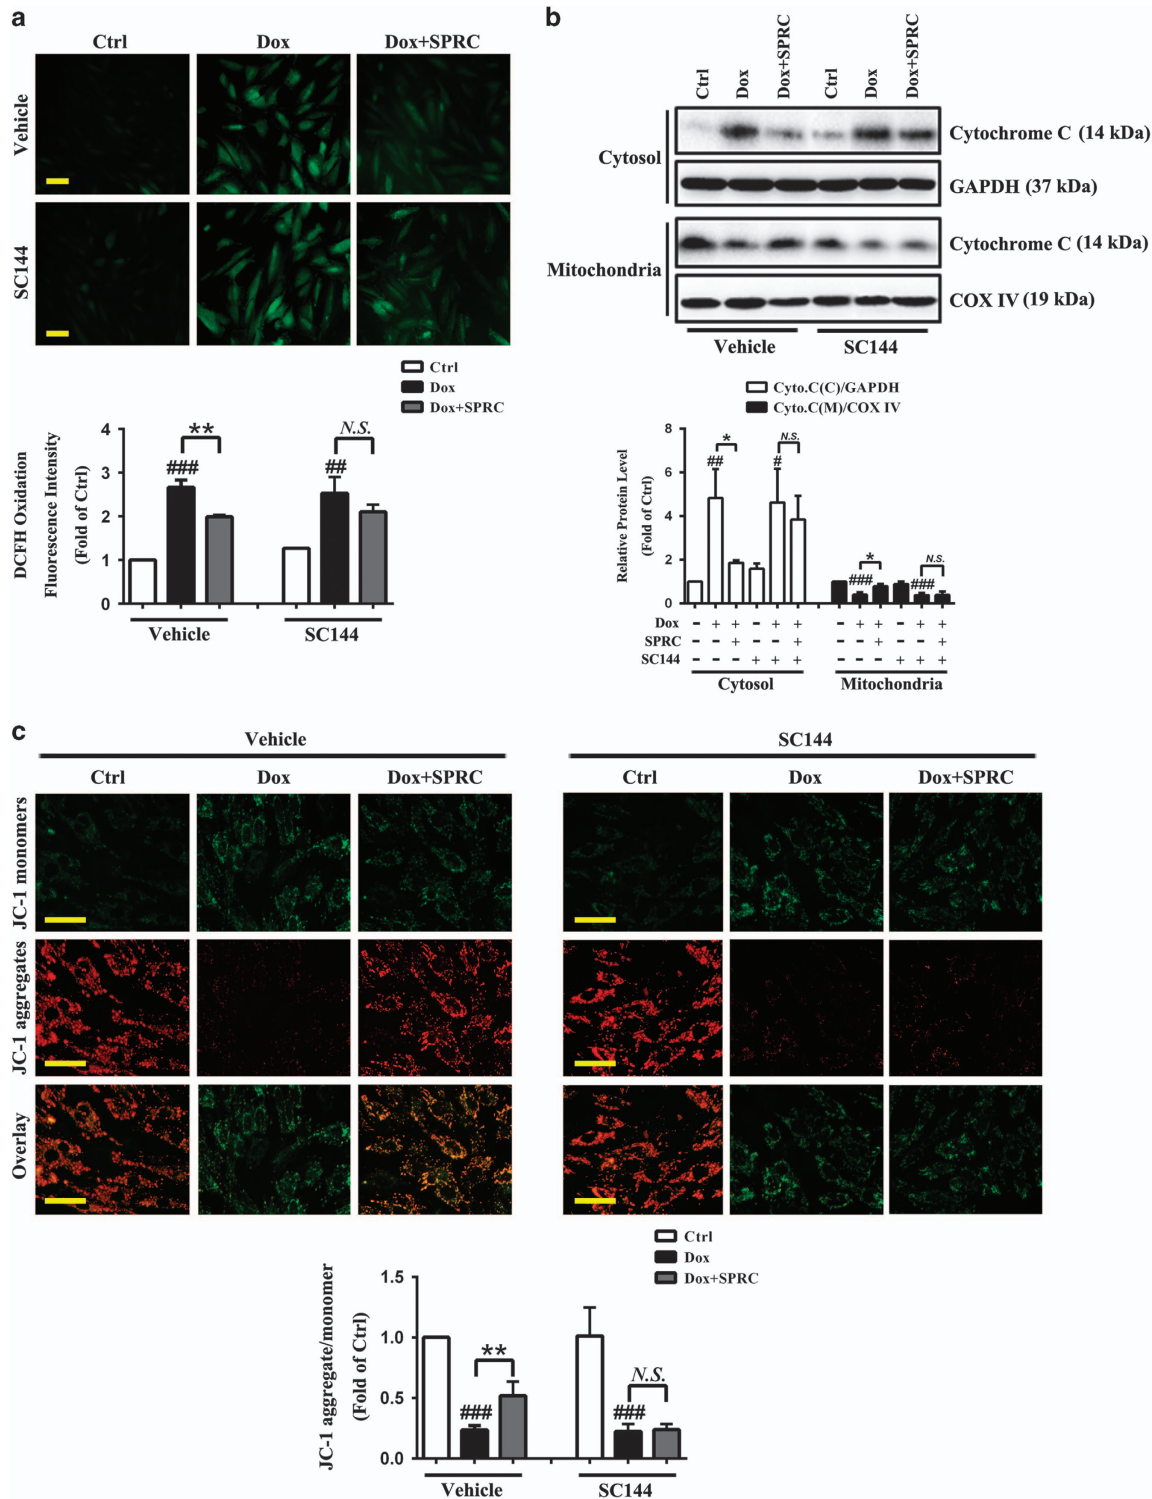 a
Ctrl Dox Dox+SPRC
Vehicle
SC144
Ctrl
Dox
Dox+SPRC
DCFH Oxidation
Fluorescence Intensity
(Fold of Ctrl)
4
3
2
1
0
###
**
##
N.S.
Vehicle SC144
b
Ctrl Dox Dox+SPRC Ctrl Dox Dox+SPRC
Cytosol
Cytochrome C (14 kDa)
GAPDH (37 kDa)
Mitochondria
Cytochrome C (14 kDa)
COX IV (19 kDa)
Vehicle SC144
Cyto.C(C)/GAPDH
Cyto.C(M)/COX IV
Relative Protein Level
(Fold of Ctrl)
8
6
4
2
0
## * # N.S.
### * ### N.S.
Dox - + + - + + - + + - + +
SPRC - - + - - + - - + - - +
SC144 - - - + + + - - - + + +
Cytosol Mitochondria
c
Vehicle SC144
Ctrl Dox Dox+SPRC Ctrl Dox Dox+SPRC
JC-1 monomers
JC-1 aggregates
Overlay
Ctrl
Dox
Dox+SPRC
JC-1 aggregate/monomer
(Fold of Ctrl)
1.5
1.0
0.5
0.0
###
**
###
N.S.
Vehicle SC144